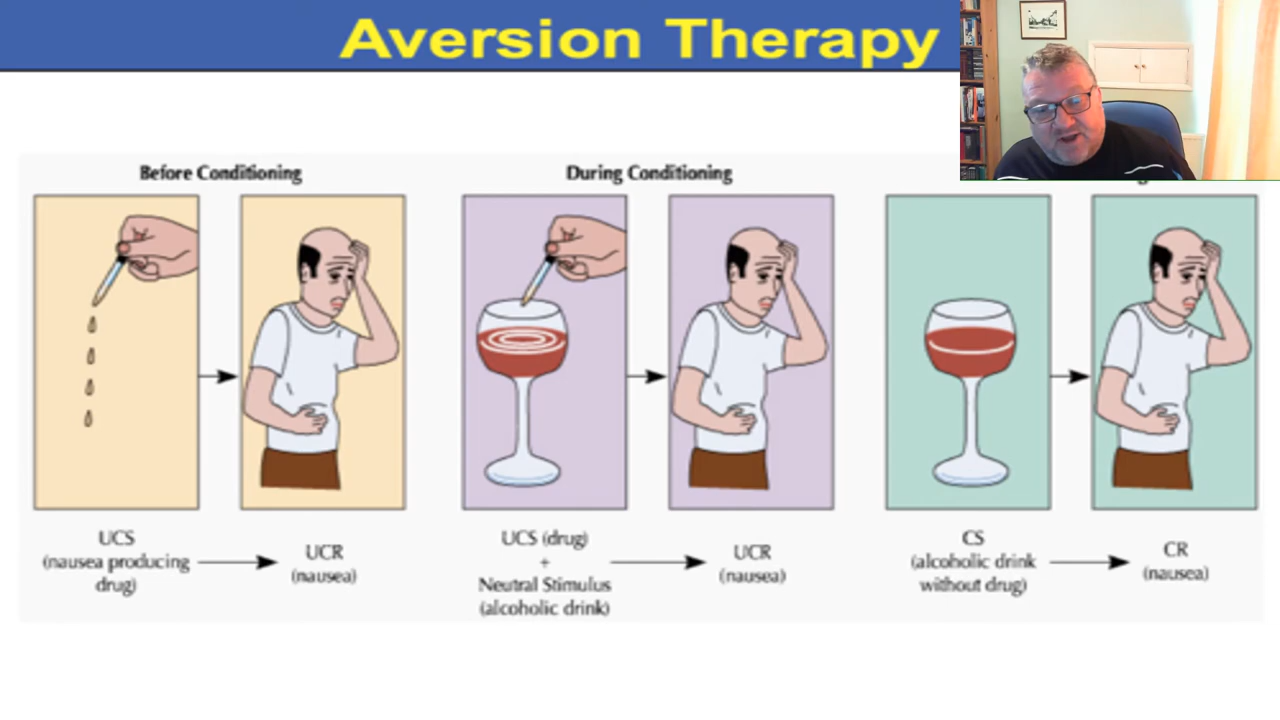 Aversion Therapy
Before Conditioning
During Conditioning
UCS
(nausea producing
drug)
UCR
(nausea)
UCS (drug)
+
Neutral Stimulus
(alcoholic drink)
UCR
(nausea)
CS
(alcoholic drink
without drug)
CR
(nausea)